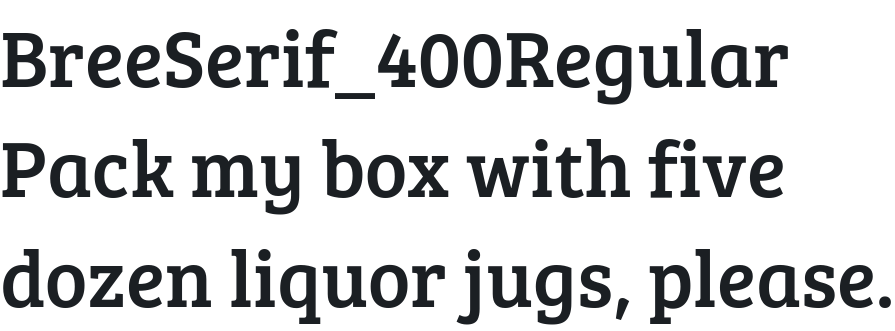 BreeSerif_400Regular
Pack my box with five
dozen liquor jugs, please.